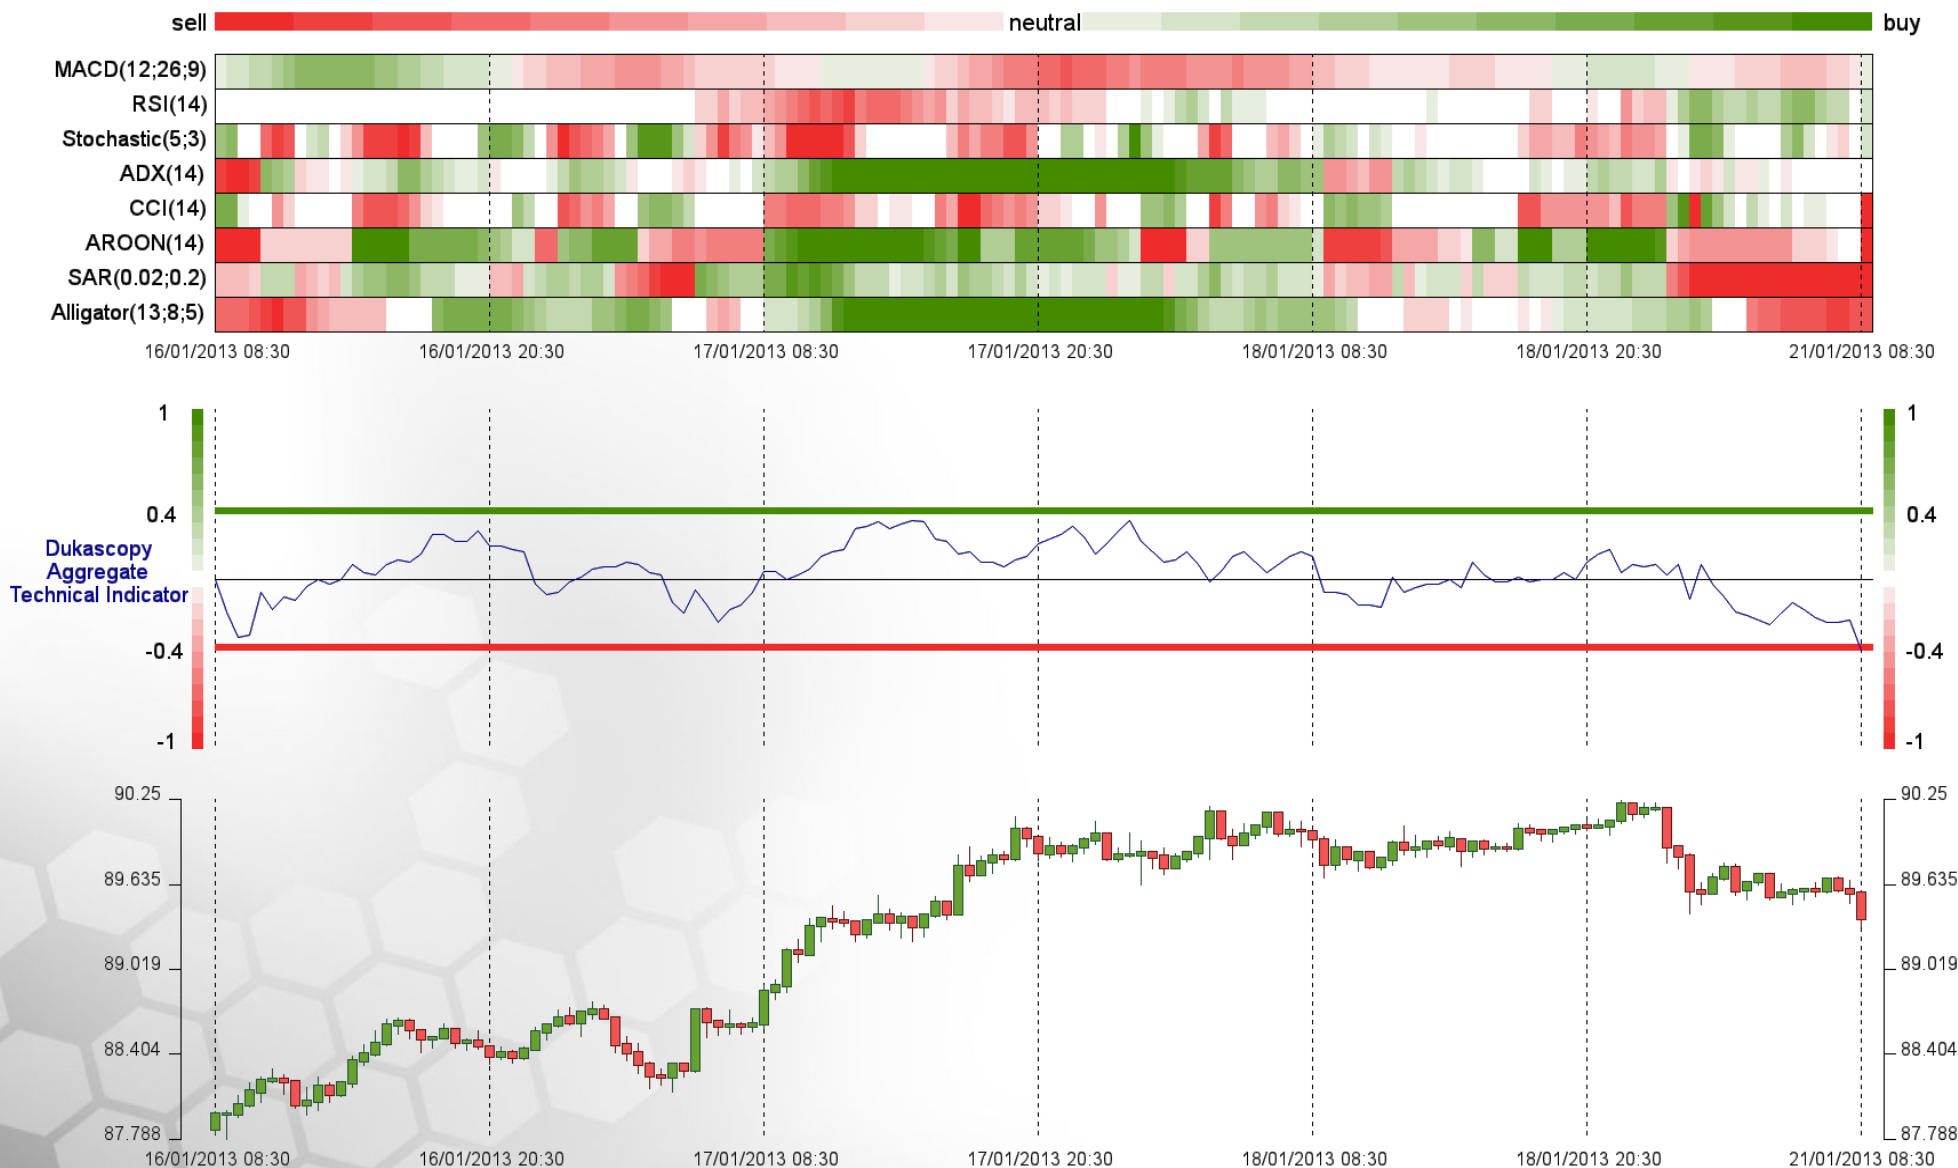 sell neutral buy
MACD(12;26;9)
RSI(14)
Stochastic(5;3)
ADX(14)
CCI(14)
AROON(14)
SAR(0.02;0.2)
Alligator(13;8;5)
16/01/2013 08:30 16/01/2013 20:30 17/01/2013 08:30 17/01/2013 20:30 18/01/2013 08:30 18/01/2013 20:30 21/01/2013 08:30
1 1
0.4 0.4
Dukascopy
Aggregate
Technical Indicator
-0.4 -0.4
-1 -1
90.25 90.25
89.635 89.635
89.019 89.019
88.404 88.404
87.788 87.788
16/01/2013 08:30 16/01/2013 20:30 17/01/2013 08:30 17/01/2013 20:30 18/01/2013 08:30 18/01/2013 20:30 21/01/2013 08:30